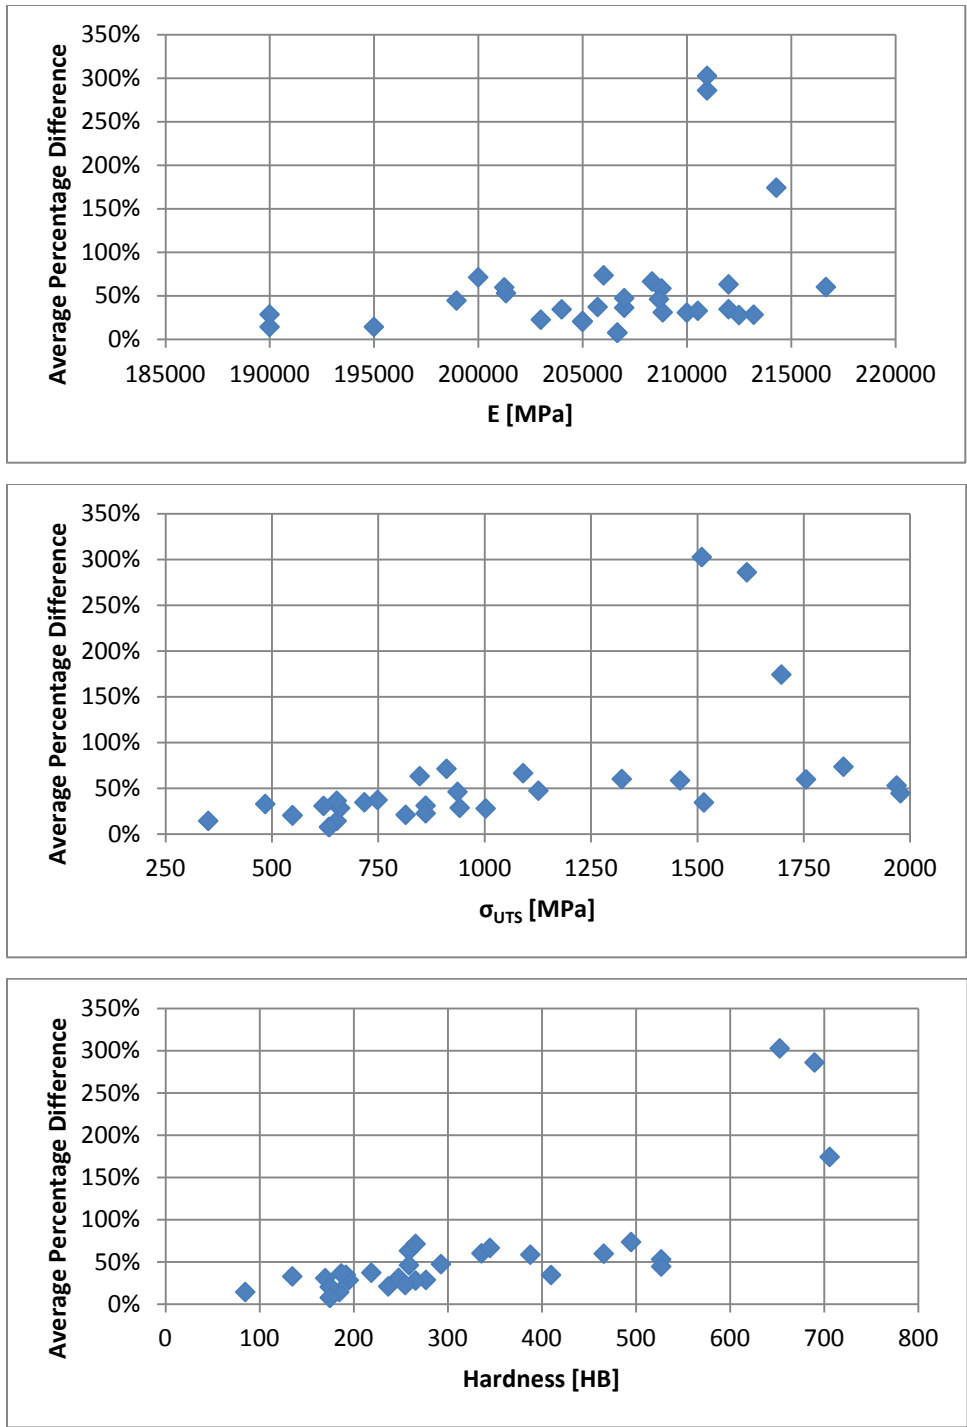 350%
300%
250%
200%
150%
100%
50%
0%
Average Percentage Difference
185000 190000 195000 200000 205000 210000 215000 220000
E [MPa]
350%
300%
250%
200%
150%
100%
50%
0%
Average Percentage Difference
250 500 750 1000 1250 1500 1750 2000
σUTS [MPa]
350%
300%
250%
200%
150%
100%
50%
0%
Average Percentage Difference
0 100 200 300 400 500 600 700 800
Hardness [HB]